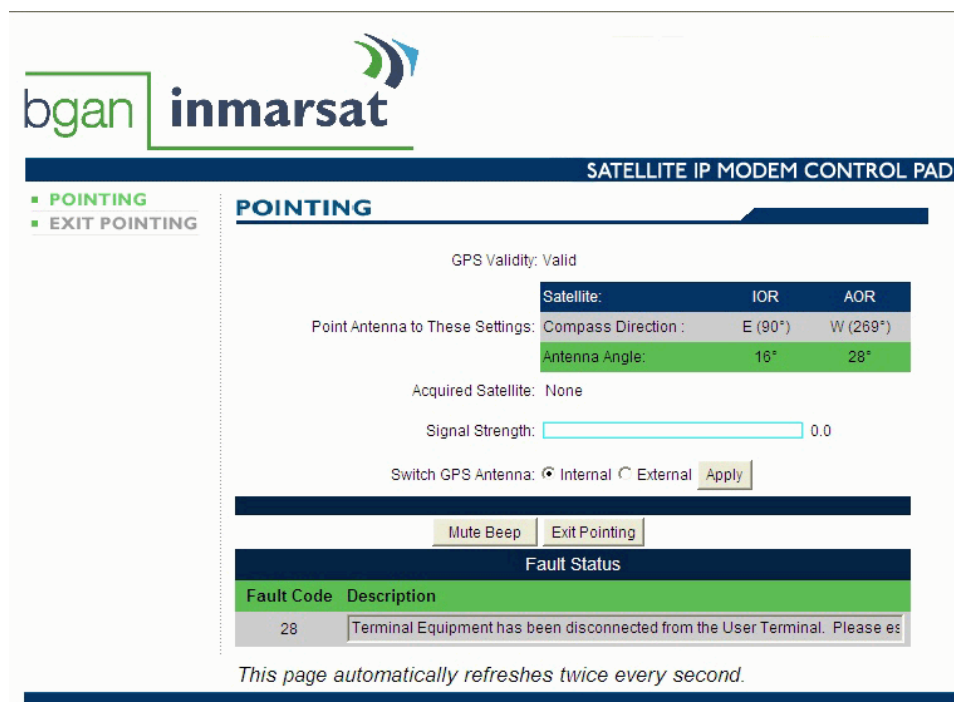 bgan inmarsat
SATELLITE IP MODEM CONTROL PAD
POINTING
EXIT POINTING
POINTING
GPS Validity: Valid
Satellite: IOR AOR
Point Antenna to These Settings: Compass Direction : E (90°) W (269°)
Antenna Angle: 16° 28°
Acquired Satellite: None
Signal Strength: 0.0
Switch GPS Antenna: Internal External Apply
Mute Beep Exit Pointing
Fault Status
Fault Code Description
28 Terminal Equipment has been disconnected from the User Terminal. Please es
This page automatically refreshes twice every second.